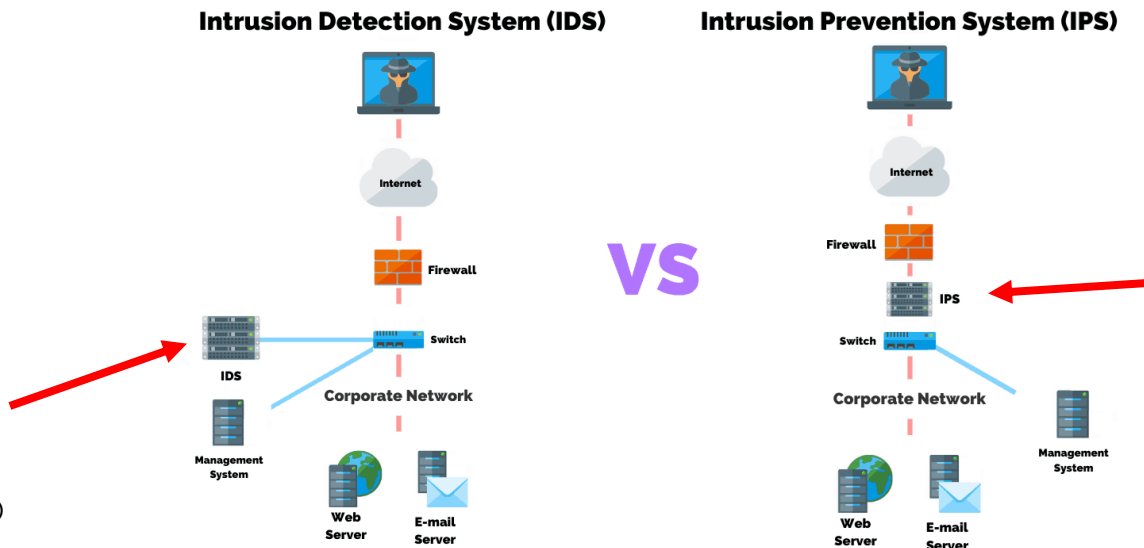 Intrusion Detection System (IDS)
Internet
Firewall
Switch
IDS
Corporate Network
Management
System
Web
Server
E-mail
Server
VS
Intrusion Prevention System (IPS)
Internet
Firewall
IPS
Switch
Corporate Network
Management
System
Web
Server
E-mail
Server
)